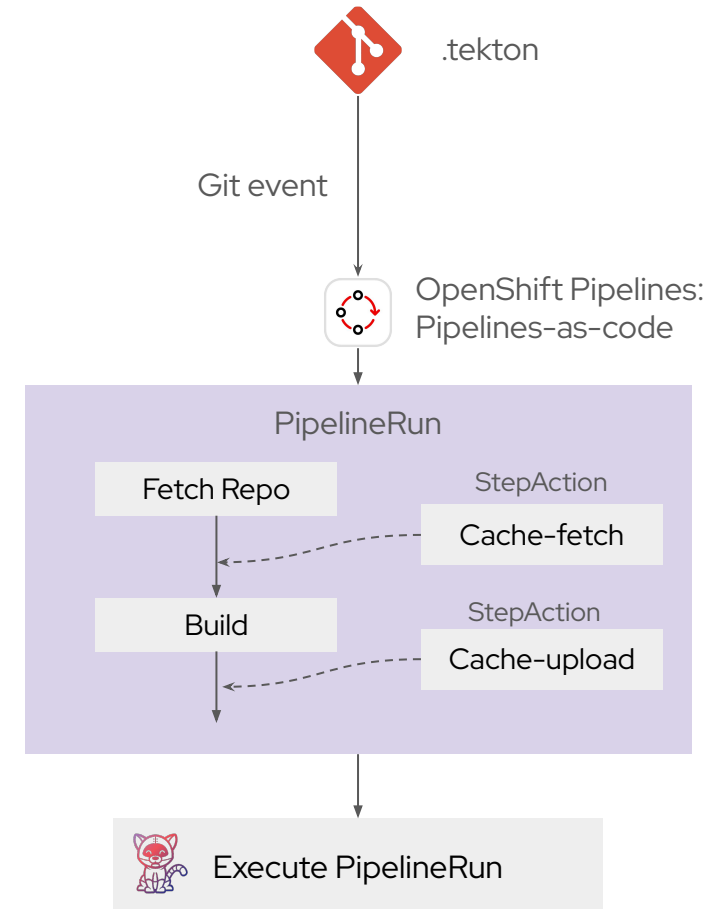 .tekton
Git event
OpenShift Pipelines:
Pipelines-as-code
PipelineRun
Fetch Repo
StepAction
Cache-fetch
Build
StepAction
Cache-upload
Execute PipelineRun